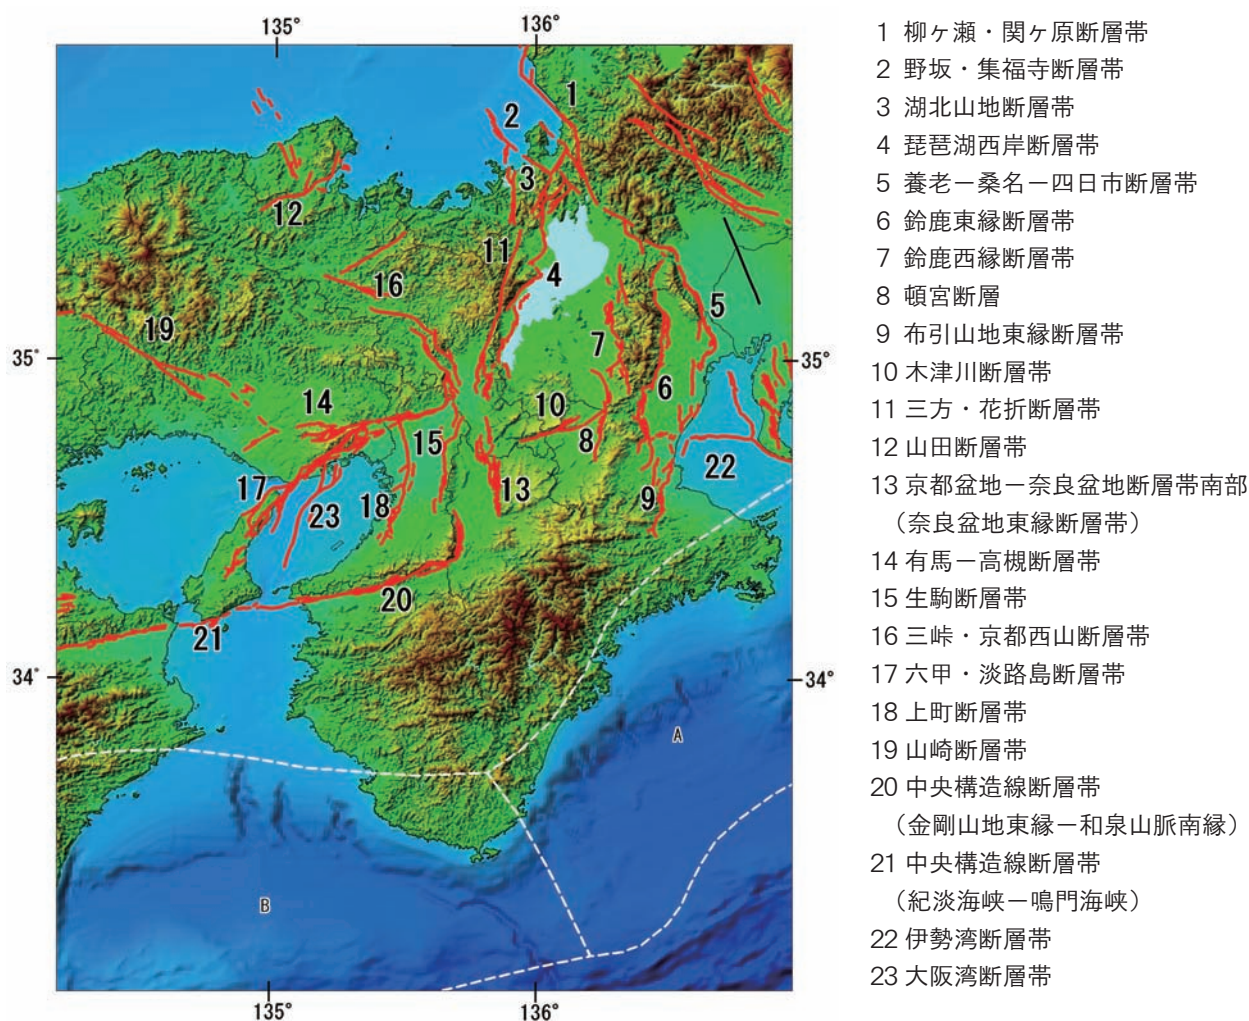 135°
136°
35°
35°
34°
34°
135°
136°
1
2
3
4
5
6
7
8
9
10
11
12
13
14
15
16
17
18
19
20
21
22
23
A
B
1 柳ヶ瀬・関ヶ原断層帯
2 野坂・集福寺断層帯
3 湖北山地断層帯
4 琵琶湖西岸断層帯
5 養老ー桑名ー四日市断層帯
6 鈴鹿東縁断層帯
7 鈴鹿西縁断層帯
8 頓宮断層
9 布引山地東縁断層帯
10 木津川断層帯
11 三方・花折断層帯
12 山田断層帯
13 京都盆地ー奈良盆地断層帯南部
（奈良盆地東縁断層帯）
14 有馬ー高槻断層帯
15 生駒断層帯
16 三峠・京都西山断層帯
17 六甲・淡路島断層帯
18 上町断層帯
19 山崎断層帯
20 中央構造線断層帯
（金剛山地東縁ー和泉山脈南縁）
21 中央構造線断層帯
（紀淡海峡ー鳴門海峡）
22 伊勢湾断層帯
23 大阪湾断層帯